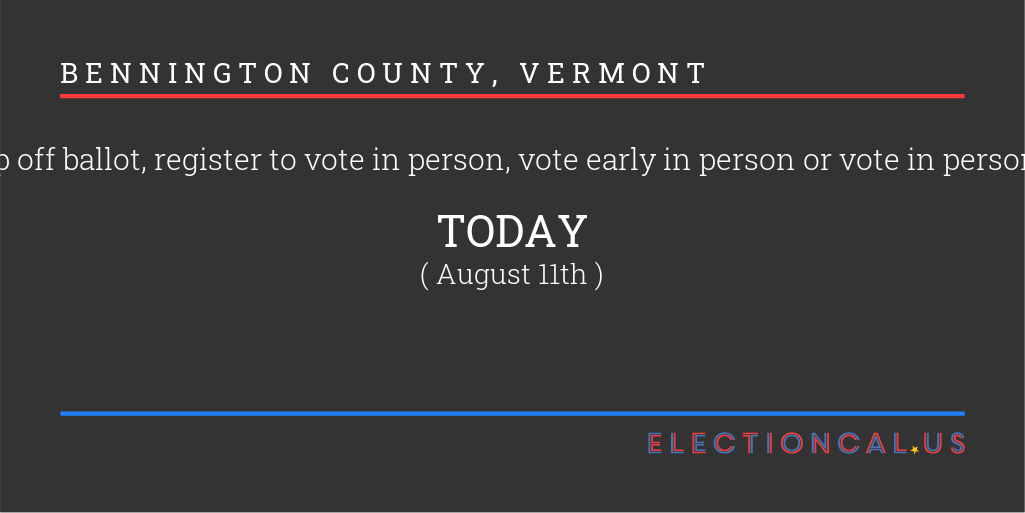 BENNINGTON COUNTY, VERMONT
off ballot, register to vote in person, vote early in person or vote in
TODAY
( August 11th )
ELECTIONCAL.US